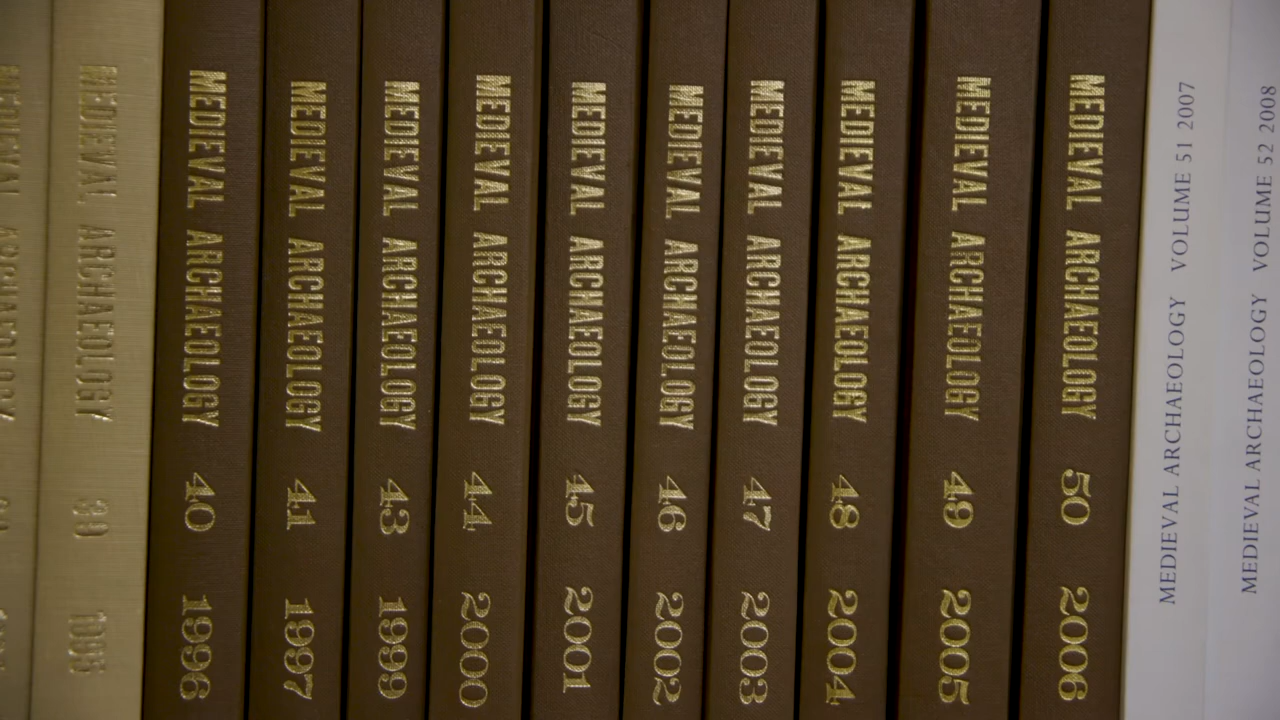 MEDIEVAL ARCHAEOLOGY
MEDIEVAL ARCHAEOLOGY 39 1995
MEDIEVAL ARCHAEOLOGY 40 1996
MEDIEVAL ARCHAEOLOGY 41 1997
MEDIEVAL ARCHAEOLOGY 43 1999
MEDIEVAL ARCHAEOLOGY 44 2000
MEDIEVAL ARCHAEOLOGY 45 2001
MEDIEVAL ARCHAEOLOGY 46 2002
MEDIEVAL ARCHAEOLOGY 47 2003
MEDIEVAL ARCHAEOLOGY 48 2004
MEDIEVAL ARCHAEOLOGY 49 2005
MEDIEVAL ARCHAEOLOGY 50 2006
MEDIEVAL ARCHAEOLOGY VOLUME 51 2007
MEDIEVAL ARCHAEOLOGY VOLUME 52 2008